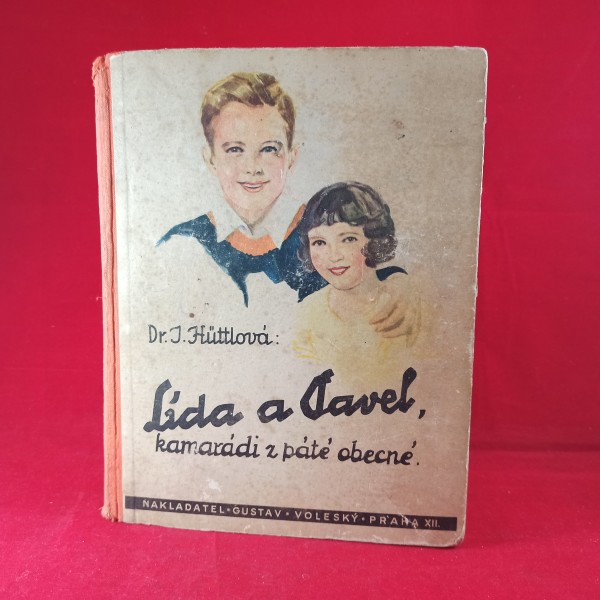 Dr. J. Hüttlová:
Lída a Pavel,
kamarádi z páté obecné.
NAKLADATEL · GUSTAV · VOLESKÝ · PRAHA XII.